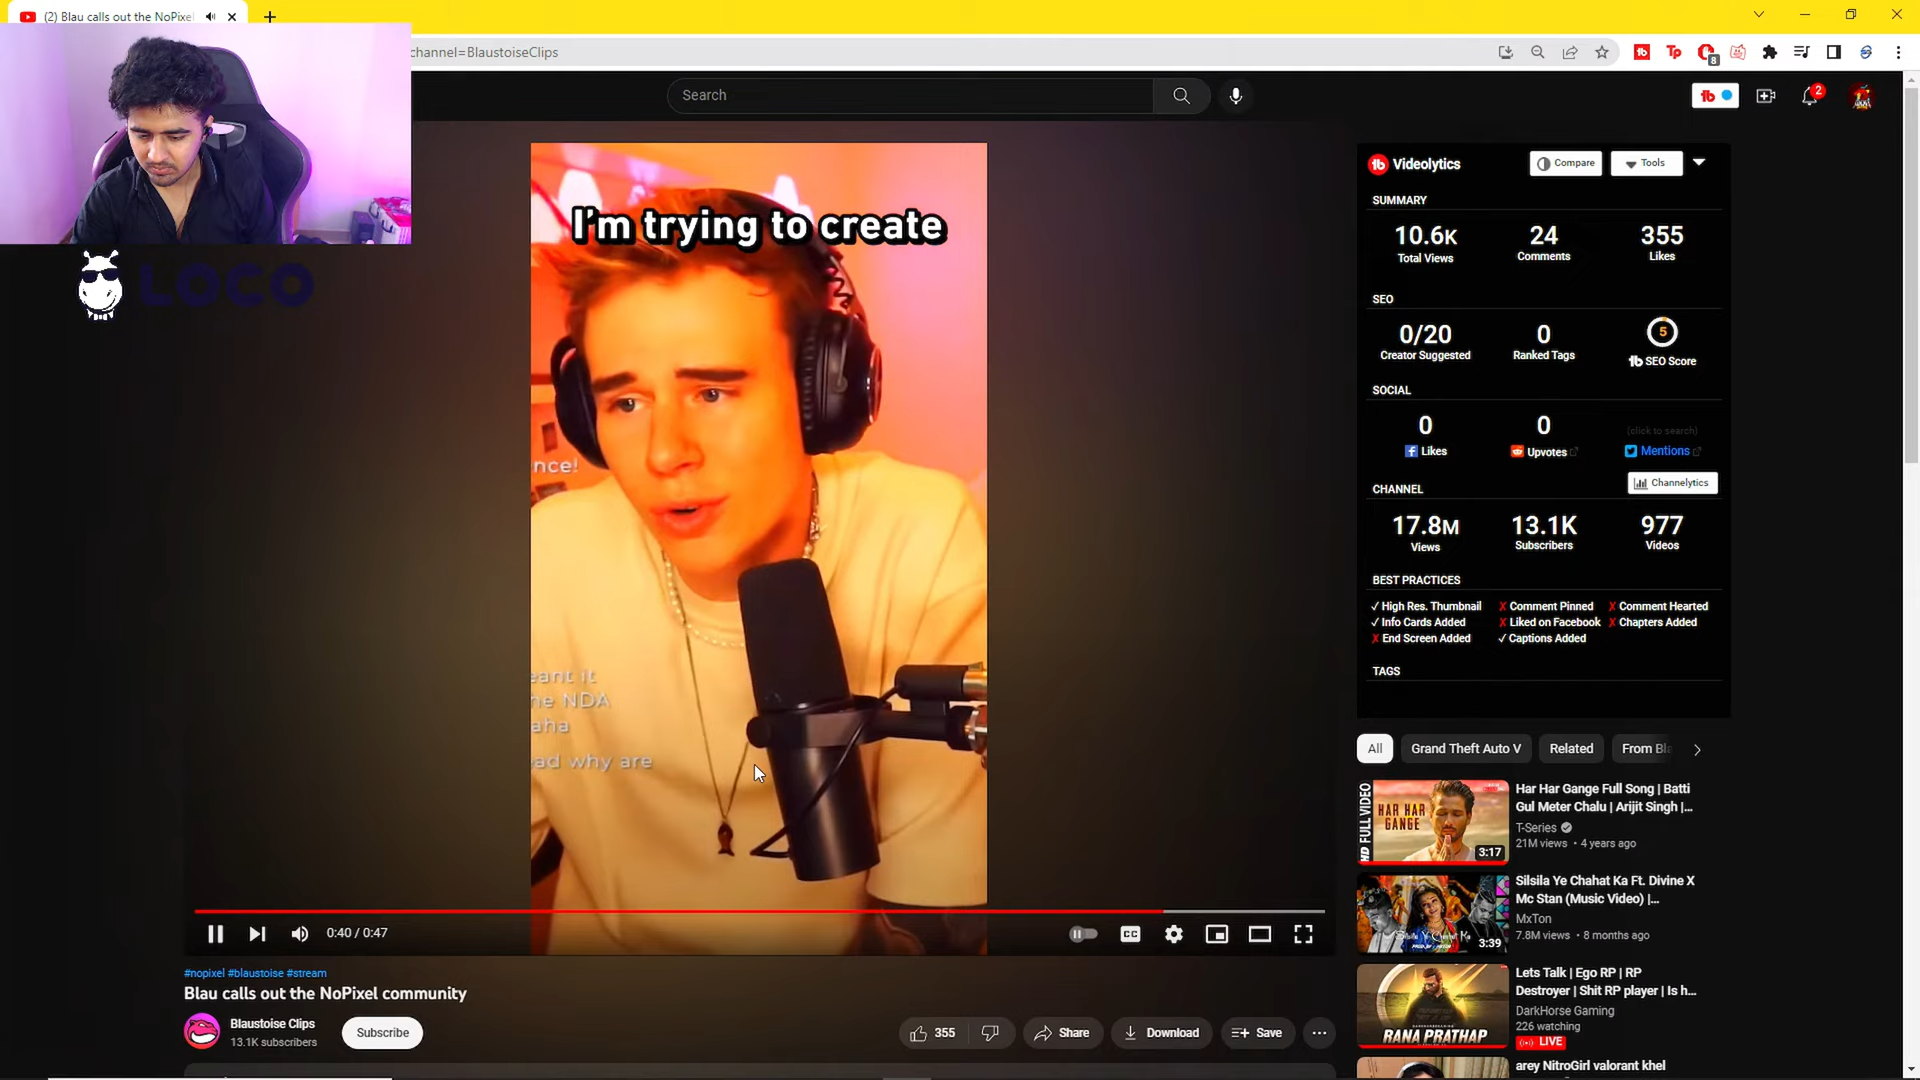 (2) Blau calls out the NoPixel
channel=BlaustoiseClips
Search
2
8
LOCO
I'm trying to create
ence!
eant it
he NDA
aha
ad why are
0:40 / 0:47
CC
#nopixel #blaustoise #stream
Blau calls out the NoPixel community
Blaustoise Clips
13.1K subscribers
Subscribe
355
Share
Download
Save
Videolytics
Compare
Tools
SUMMARY
10.6K
24
355
Total Views
Comments
Likes
SEO
0/20
0
5
Creator Suggested
Ranked Tags
SEO Score
SOCIAL
0
0
(click to search)
Likes
Upvotes
Mentions
CHANNEL
Channelytics
17.8M
13.1K
977
Views
Subscribers
Videos
BEST PRACTICES
✓ High Res. Thumbnail
✗ Comment Pinned
✗ Comment Hearted
✓ Info Cards Added
✗ Liked on Facebook
✗ Chapters Added
✗ End Screen Added
✓ Captions Added
TAGS
All
Grand Theft Auto V
Related
From Bla
FULL VIDEO
HAR HAR
GANGE
3:17
Har Har Gange Full Song | Batti
Gul Meter Chalu | Arijit Singh |...
T-Series
21M views • 4 years ago
3:39
Silsila Ye Chahat Ka Ft. Divine X
Mc Stan (Music Video) |...
MxTon
7.8M views • 8 months ago
RANA PRATHAP
Lets Talk | Ego RP | RP
Destroyer | Shit RP player | Is h...
DarkHorse Gaming
226 watching
LIVE
arey NitroGirl valorant khel